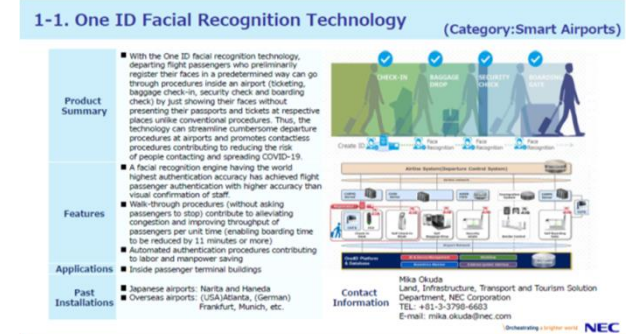 1-1. One ID Facial Recognition Technology
(Category:Smart Airports)
Product
Summary
■ With the One ID facial recognition technology,
departing flight passengers who preliminarily
register their faces in a predetermined way can go
through procedures inside an airport (ticketing,
baggage check-in, security check and boarding
check) by just showing their faces without
presenting their passports and tickets at respective
places unlike conventional procedures. Thus, the
technology can streamline cumbersome departure
procedures at airports and promotes contactless
procedures contributing to reducing the risk
of people contacting and spreading COVID-19.
CHECK-IN
BAGGAGE
DROP
SECURITY
CHECK
BOARDING
GATE
Create ID
Face
Recognition
Face
Recognition
Face
Recognition
Features
■ A facial recognition engine having the world
highest authentication accuracy has achieved flight
passenger authentication with higher accuracy than
visual confirmation of staff.
■ Walk-through procedures (without asking
passengers to stop) contribute to alleviating
congestion and improving throughput of
passengers per unit time (enabling boarding time
to be reduced by 11 minutes or more)
■ Automated authentication procedures contributing
to labor and manpower saving
Airline System(Departure Control System)
OneID Platform
& Databases
Applications
■ Inside passenger terminal buildings
Past
Installations
■ Japanese airports: Narita and Haneda
■ Overseas airports: (USA)Atlanta, (German)
Frankfurt, Munich, etc.
Contact
Information
Mika Okuda
Land, Infrastructure, Transport and Tourism Solution
Department, NEC Corporation
TEL: +81-3-3798-6683
E-mail: mika.okuda@nec.com
\Orchestrating a brighter world
NEC